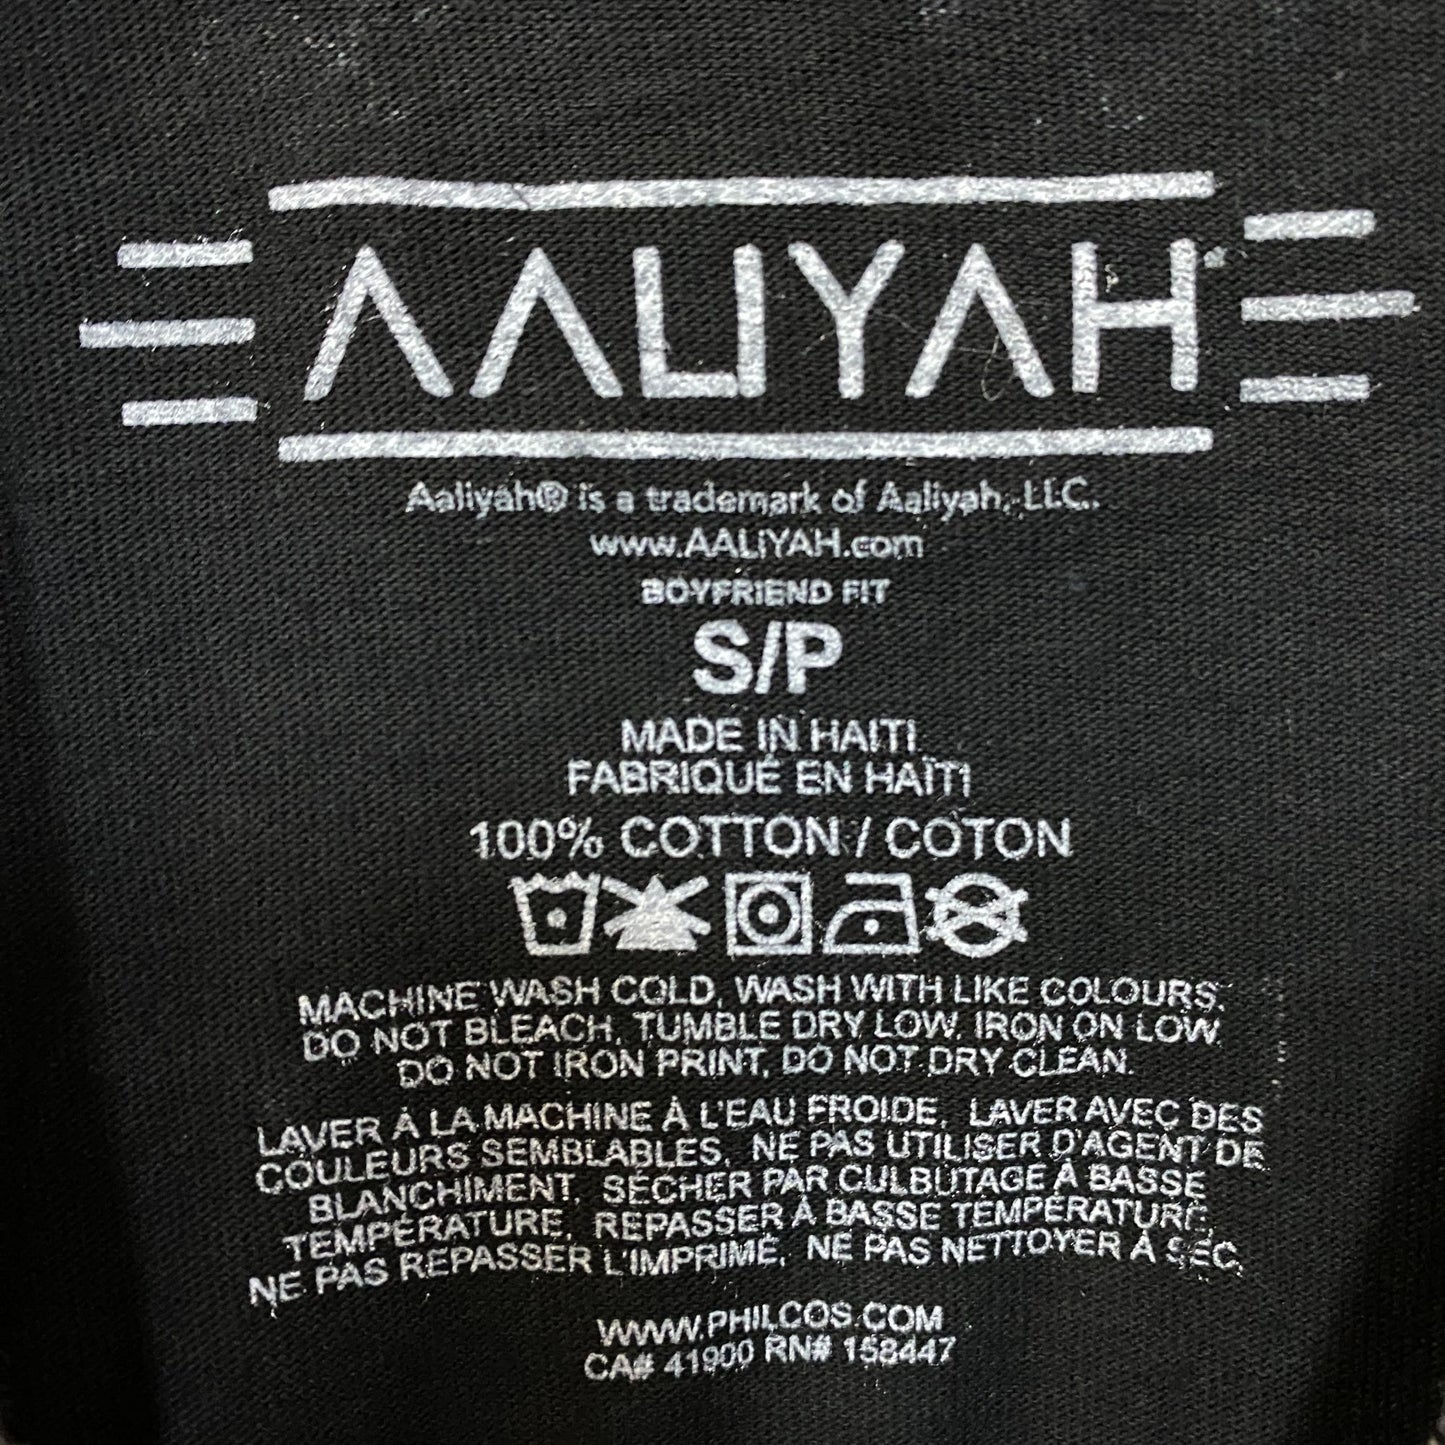 AALIYAH
Aaliyah® is a trademark of Aaliyah, LLC.
www.AALIYAH.com
BOYFRIEND FIT
S/P
MADE IN HAITI
FABRIQUÉ EN HAÏTI
100% COTTON / COTON
MACHINE WASH COLD, WASH WITH LIKE COLOURS,
DO NOT BLEACH, TUMBLE DRY LOW, IRON ON LOW
DO NOT IRON PRINT, DO NOT DRY CLEAN.
LAVER À LA MACHINE À L'EAU FROIDE, LAVER AVEC DES
COULEURS SEMBLABLES, NE PAS UTILISER D'AGENT DE
BLANCHIMENT, SÉCHER PAR CULBUTAGE À BASSE
TEMPÉRATURE, REPASSER À BASSE TEMPÉRATURE,
NE PAS REPASSER L'IMPRIMÉ, NE PAS NETTOYER À SEC,
WWW.PHILCOS.COM
CA# 41900 RN# 158447